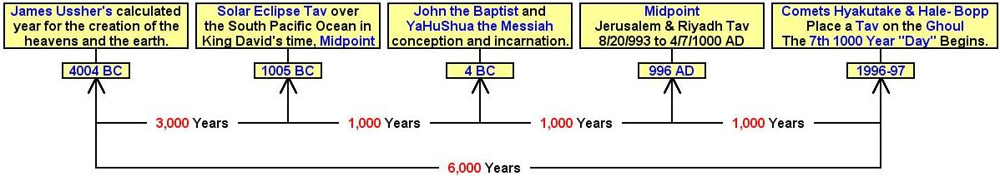 James Ussher's calculated
year for the creation of the
heavens and the earth.
Solar Eclipse Tav over
the South Pacific Ocean in
King David's time, Midpoint
John the Baptist and
YaHuShua the Messiah
conception and incarnation.
Midpoint
Jerusalem & Riyadh Tav
8/20/993 to 4/7/1000 AD
Comets Hyakutake & Hale- Bopp
Place a Tav on the Ghoul
The 7th 1000 Year "Day" Begins.
4004 BC
1005 BC
4 BC
996 AD
1996-97
3,000 Years
1,000 Years
1,000 Years
1,000 Years
6,000 Years